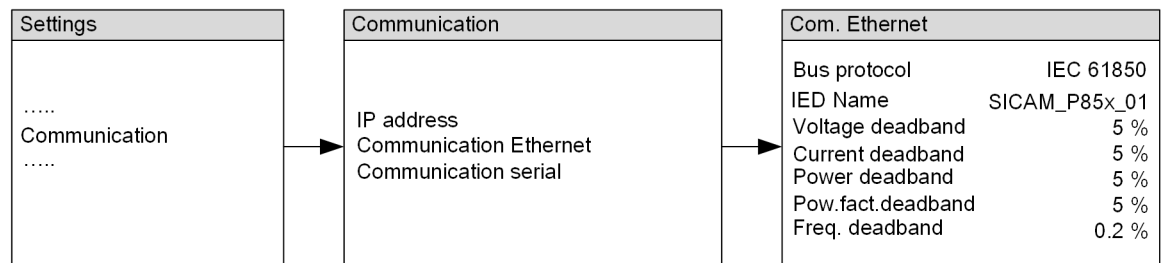 Settings
…..
Communication
…..
Communication
IP address
Communication Ethernet
Communication serial
Com. Ethernet
Bus protocol IEC 61850
IED Name SICAM_P85x_01
Voltage deadband 5 %
Current deadband 5 %
Power deadband 5 %
Pow.fact.deadband 5 %
Freq. deadband 0.2 %